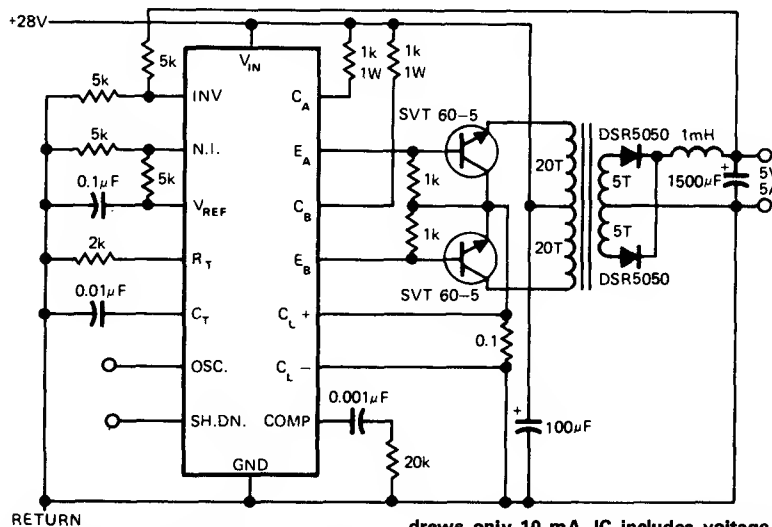 +28V
5k
V_IN
1k
1W
1k
1W
5k
INV
C_A
SVT 60-5
DSR5050
1mH
5k
N.I.
E_A
20T
5T
+
1500µF
5V
5A
0.1µF
5k
1k
V_REF
C_B
2k
1k
20T
5T
R_T
E_B
DSR5050
0.01µF
SVT 60-5
C_T
C_L +
0.1
OSC.
C_L −
0.001µF
+
100µF
SH.DN.
COMP
20k
GND
RETURN
draws only 10 mA. IC includes voltage